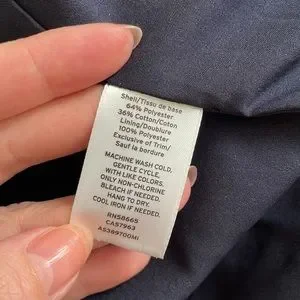 Shell/Tissu de base
64% Polyester
36% Cotton/Coton
Lining/Doublure
100% Polyester
Exclusive of Trim/
Sauf la bordure
MACHINE WASH COLD.
GENTLE CYCLE.
WITH LIKE COLORS.
ONLY NON-CHLORINE
BLEACH IF NEEDED.
HANG TO DRY.
COOL IRON IF NEEDED.
RN58665
CA57963
AS389700MI